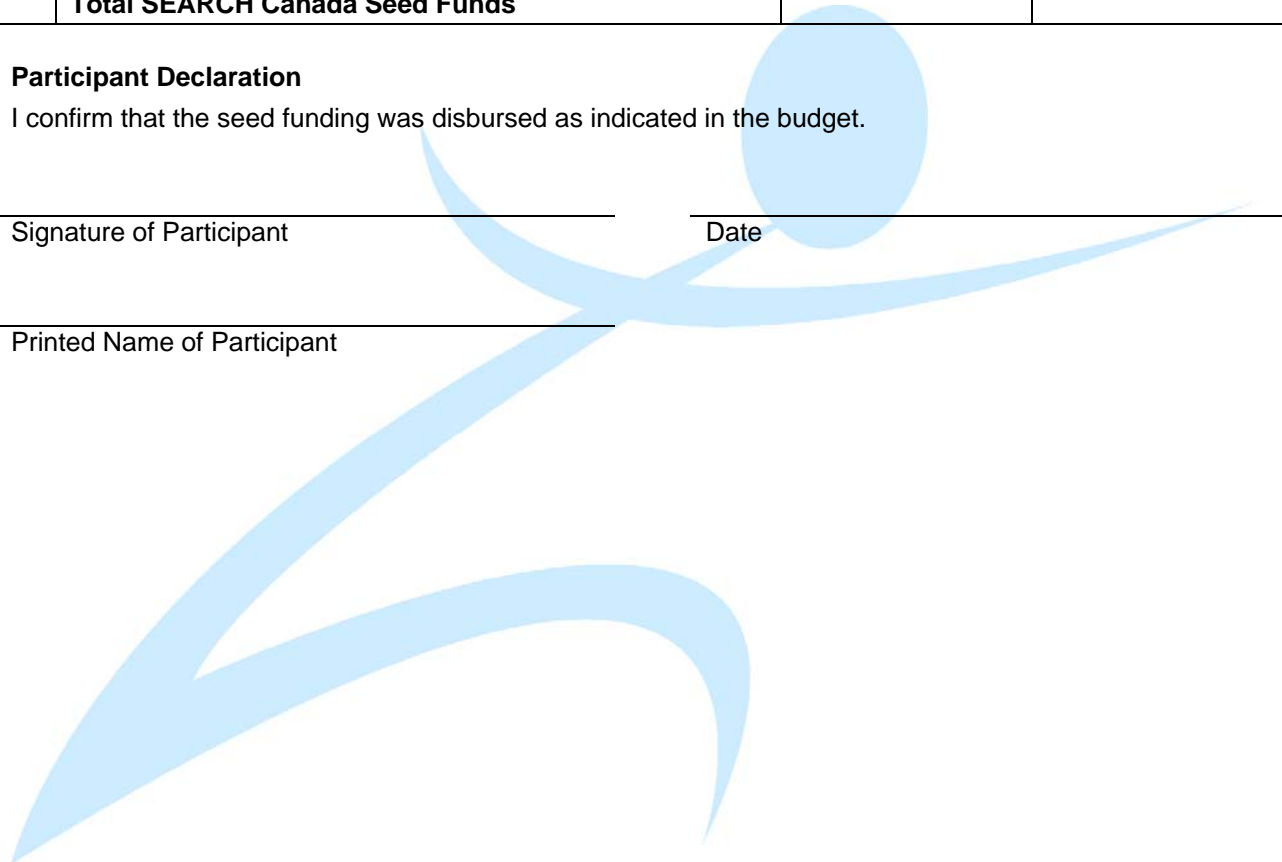 Total SEARCH Canada Seed Funds
Participant Declaration
I confirm that the seed funding was disbursed as indicated in the budget.
Signature of Participant
Date
Printed Name of Participant